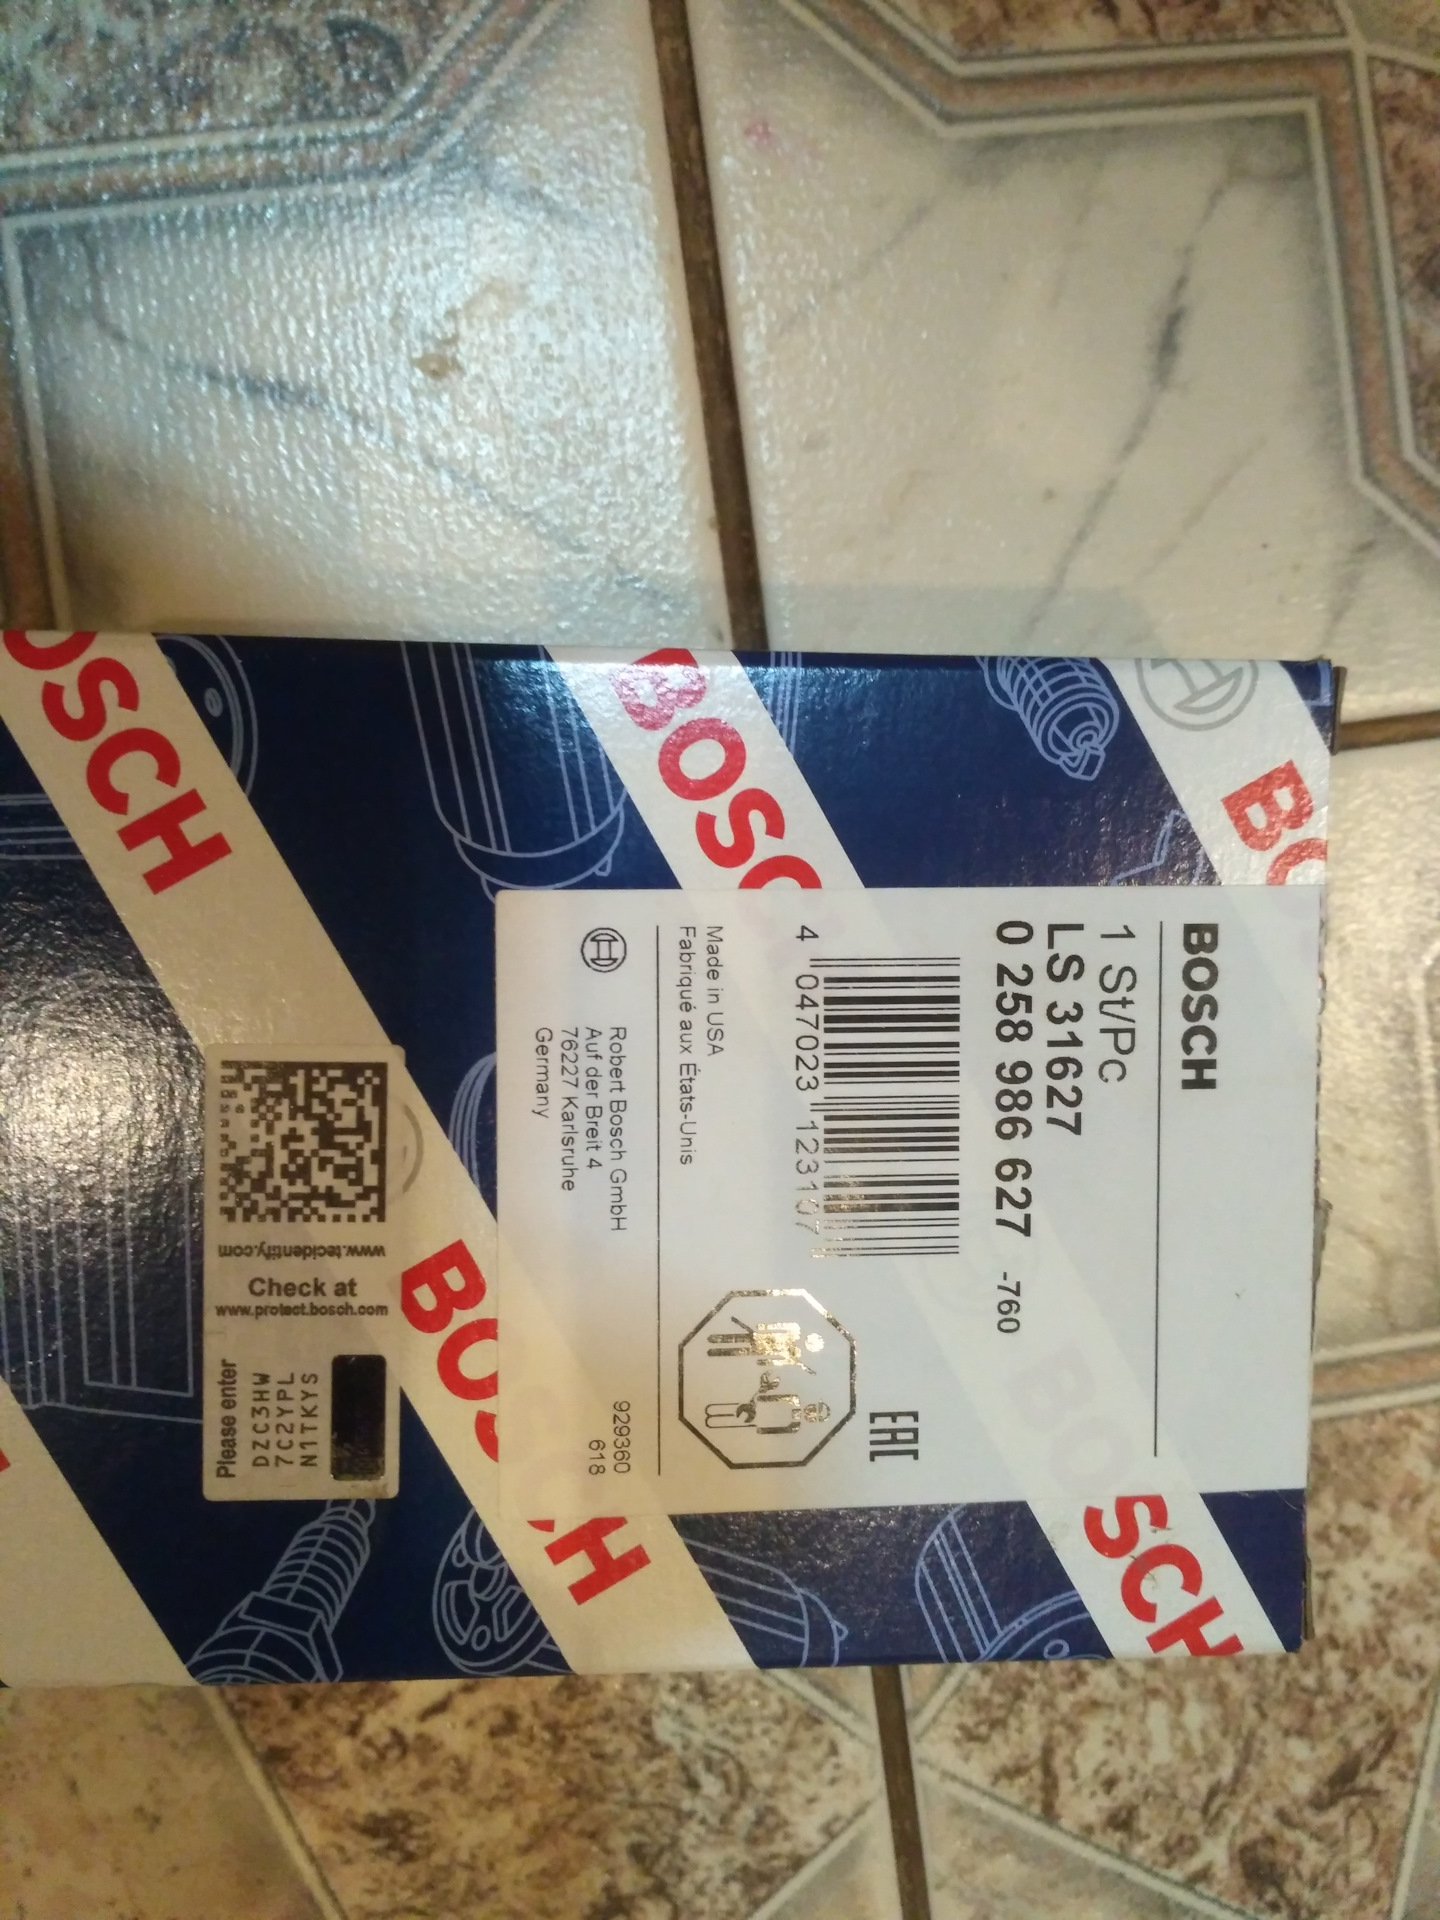 BOSCH
1 St/Pc
LS 31627
0 258 986 627 -760
4 047023 123107
EAC
Made in USA
Fabriqué aux États-Unis
Robert Bosch GmbH
Auf der Breit 4
76227 Karlsruhe
Germany
929360
618
www.tecidentify.com
Check at
www.protect.bosch.com
Please enter
DZC3HW
7C2YPL
N1TKYS
BOSCH
BOSCH
BOSCH
OSCH